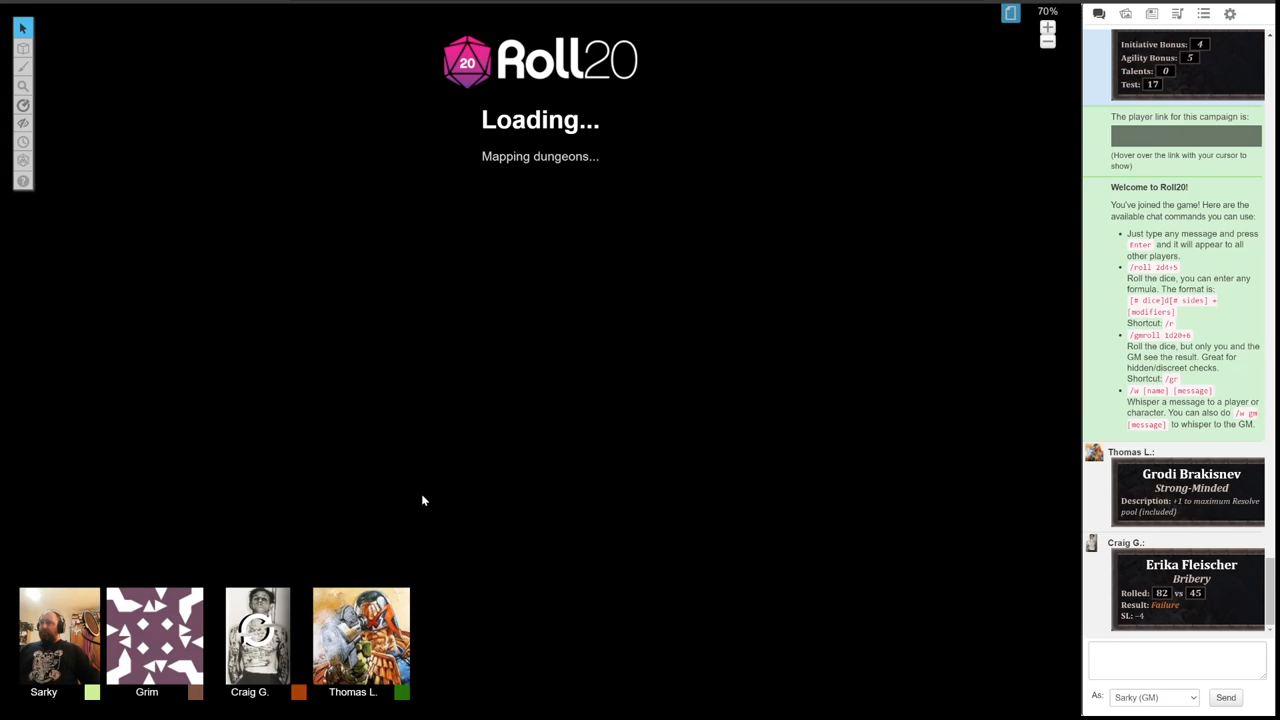 70%
20 Roll20
Loading...
Mapping dungeons...
Initiative Bonus: 4
Agility Bonus: 5
Talents: 0
Test: 17
The player link for this campaign is:
(Hover over the link with your cursor to
show)
Welcome to Roll20!
You've joined the game! Here are the
available chat commands you can use:
• Just type any message and press
Enter and it will appear to all
other players.
• /roll 2d4+5
Roll the dice, you can enter any
formula. The format is:
[# dice]d[# sides] +
[modifiers]
Shortcut: /r
• /gmroll 1d20+6
Roll the dice, but only you and the
GM see the result. Great for
hidden/discreet checks.
Shortcut: /gr
• /w [name] [message]
Whisper a message to a player or
character. You can also do /w gm
[message] to whisper to the GM.
Thomas L.:
Grodi Brakisnev
Strong-Minded
Description: +1 to maximum Resolve
pool (included)
Craig G.:
Erika Fleischer
Bribery
Rolled: 82 vs 45
Result: Failure
SL: -4
As: Sarky (GM) Send
Sarky
Grim
Craig G.
Thomas L.